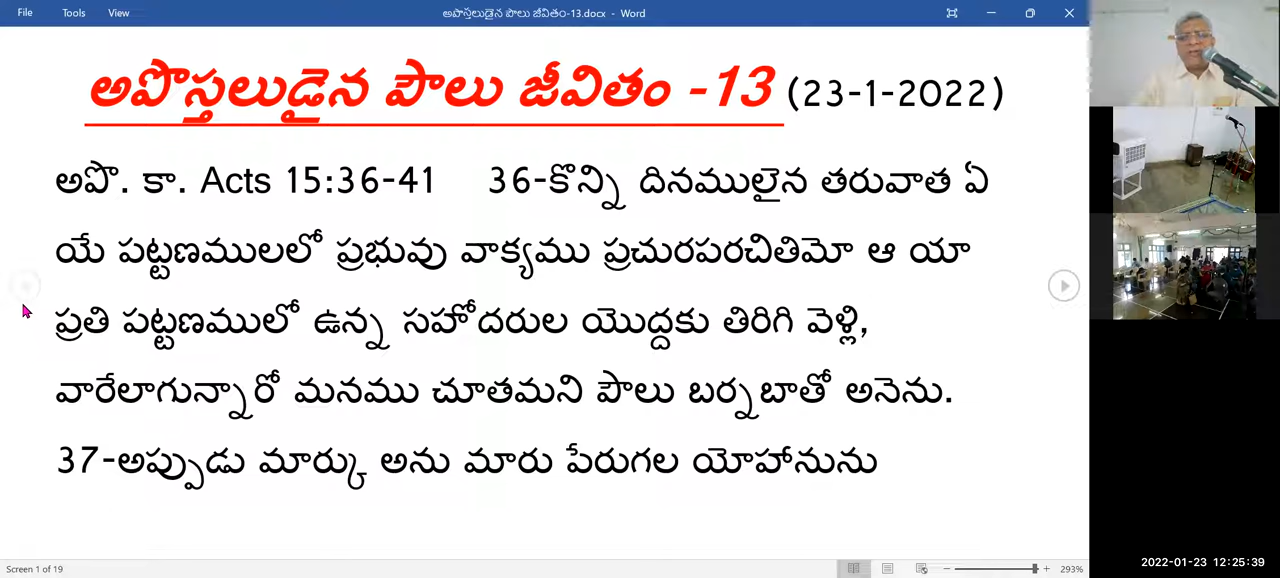 File Tools View అపొస్తలుడైన పౌలు జీవితం-13.docx - Word
అపొస్తలుడైన పౌలు జీవితం -13 (23-1-2022)
అపొ. కా. Acts 15:36-41 36-కొన్ని దినములైన తరువాత ఏ
యే పట్టణములలో ప్రభువు వాక్యము ప్రచురపరచితిమో ఆ యా
ప్రతి పట్టణములో ఉన్న సహోదరుల యొద్దకు తిరిగి వెళ్లి,
వారేలాగున్నారో మనము చూతమని పౌలు బర్నబాతో అనెను.
37-అప్పుడు మార్కు అను మారు పేరుగల యోహానును
Screen 1 of 19 293%
2022-01-23 12:25:39